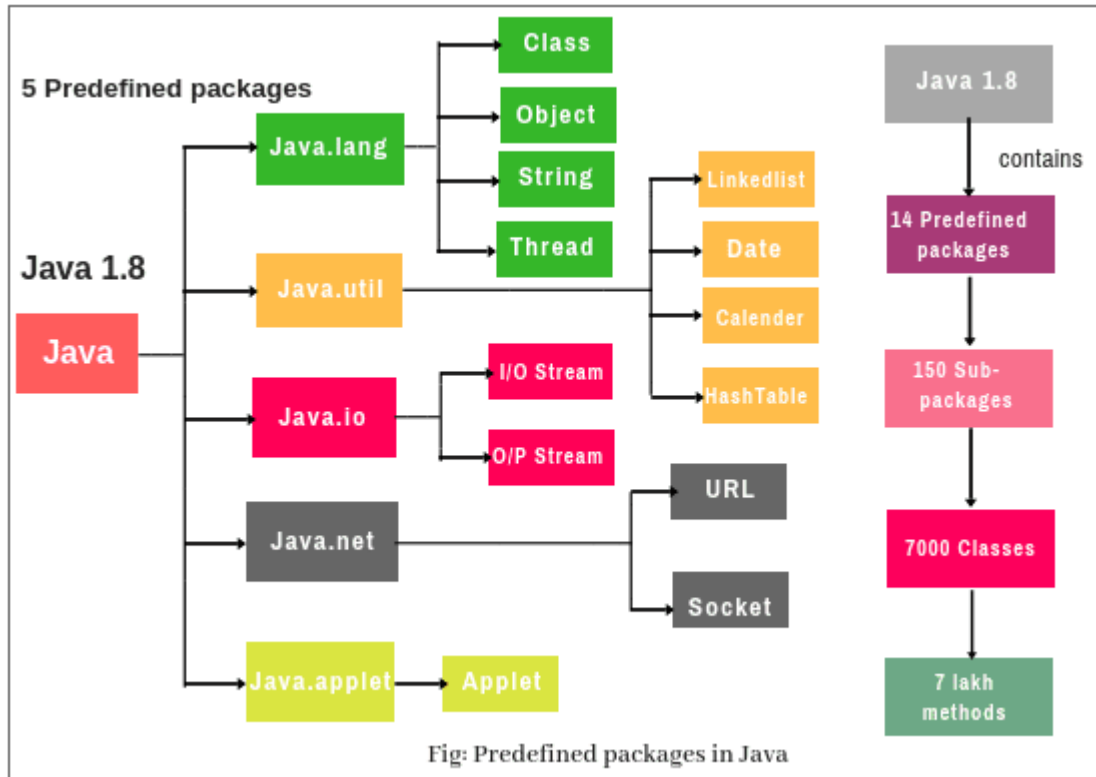 5 Predefined packages
Java 1.8
Java
Java.lang
Class
Object
String
Thread
Java.util
Linkedlist
Date
Calender
HashTable
Java.io
I/O Stream
O/P Stream
Java.net
URL
Socket
Java.applet
Applet
Java 1.8
contains
14 Predefined
packages
150 Sub-
packages
7000 Classes
7 lakh
methods
Fig: Predefined packages in Java